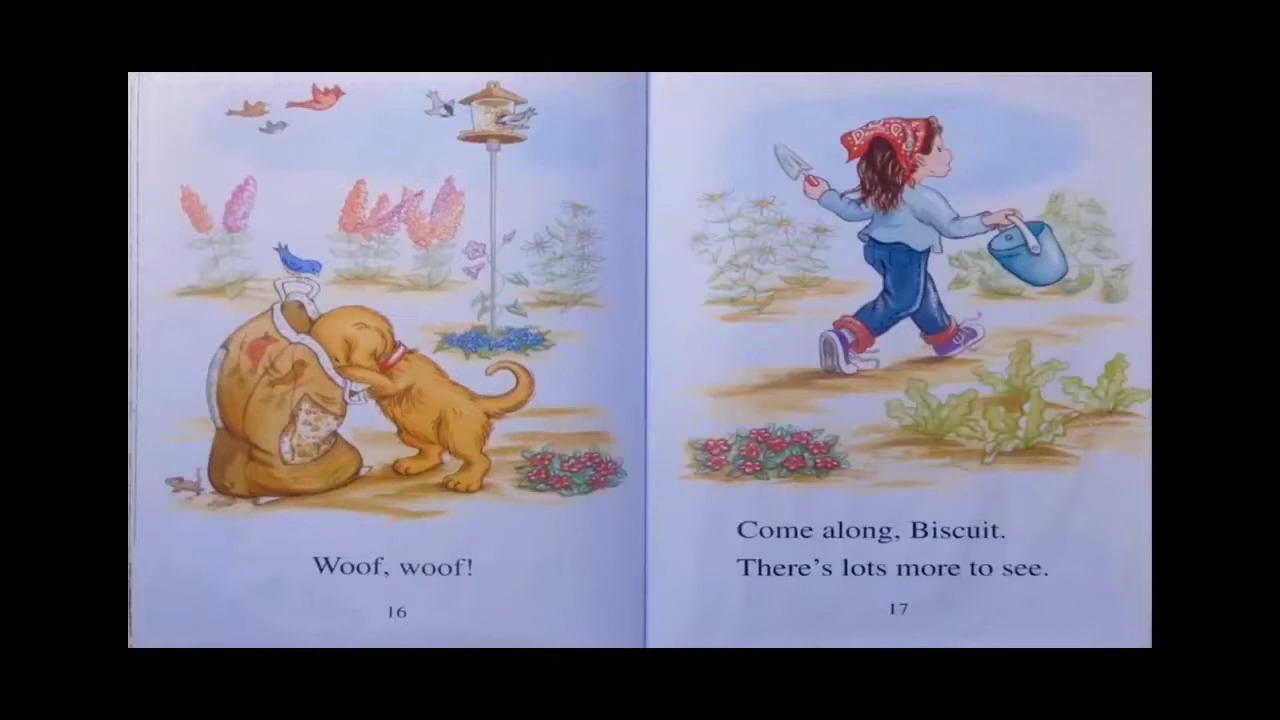 Woof, woof!
16
Come along, Biscuit.
There's lots more to see.
17